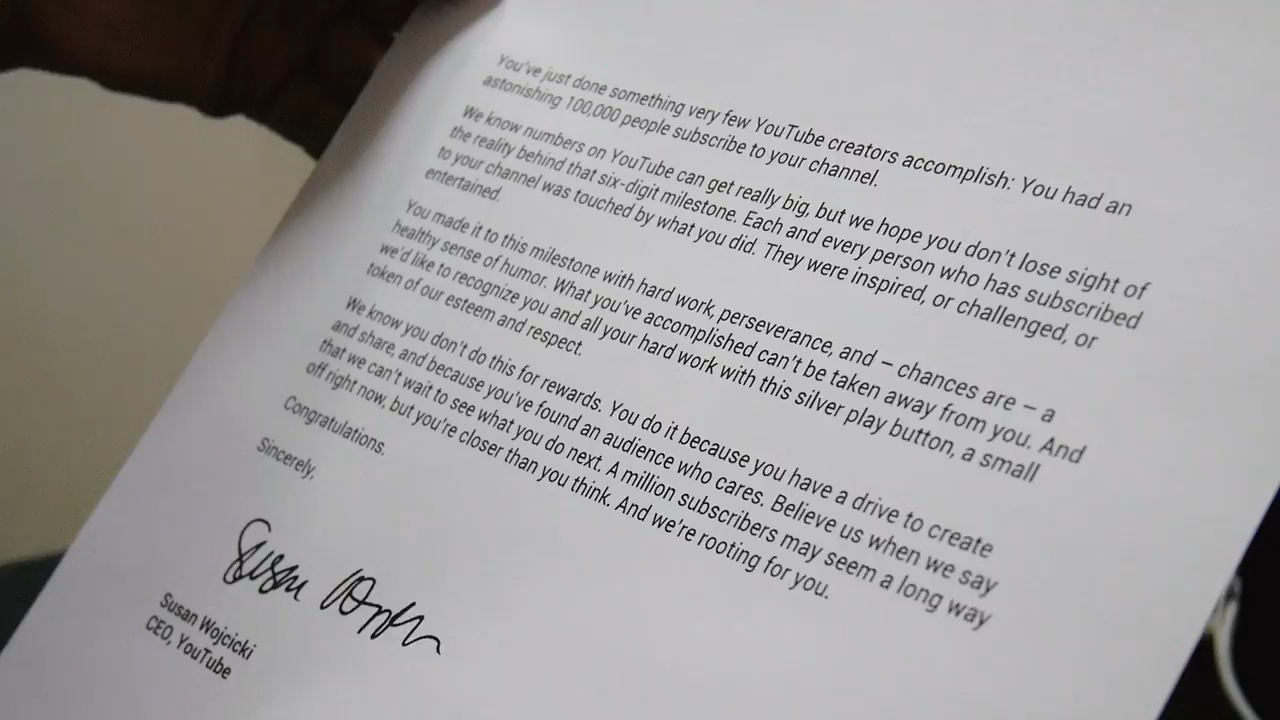 You've just done something very few YouTube creators accomplish: You had an
astonishing 100,000 people subscribe to your channel.
We know numbers on YouTube can get really big, but we hope you don't lose sight of
the reality behind that six-digit milestone. Each and every person who has subscribed
to your channel was touched by what you did. They were inspired, or challenged, or
entertained.
You made it to this milestone with hard work, perseverance, and – chances are – a
healthy sense of humor. What you've accomplished can't be taken away from you. And
we'd like to recognize you and all your hard work with this silver play button, a small
token of our esteem and respect.
We know you don't do this for rewards. You do it because you have a drive to create
and share, and because you've found an audience who cares. Believe us when we say
that we can't wait to see what you do next. A million subscribers may seem a long way
off right now, but you're closer than you think. And we're rooting for you.
Congratulations.
Sincerely,
Susan Wojcicki
CEO, YouTube